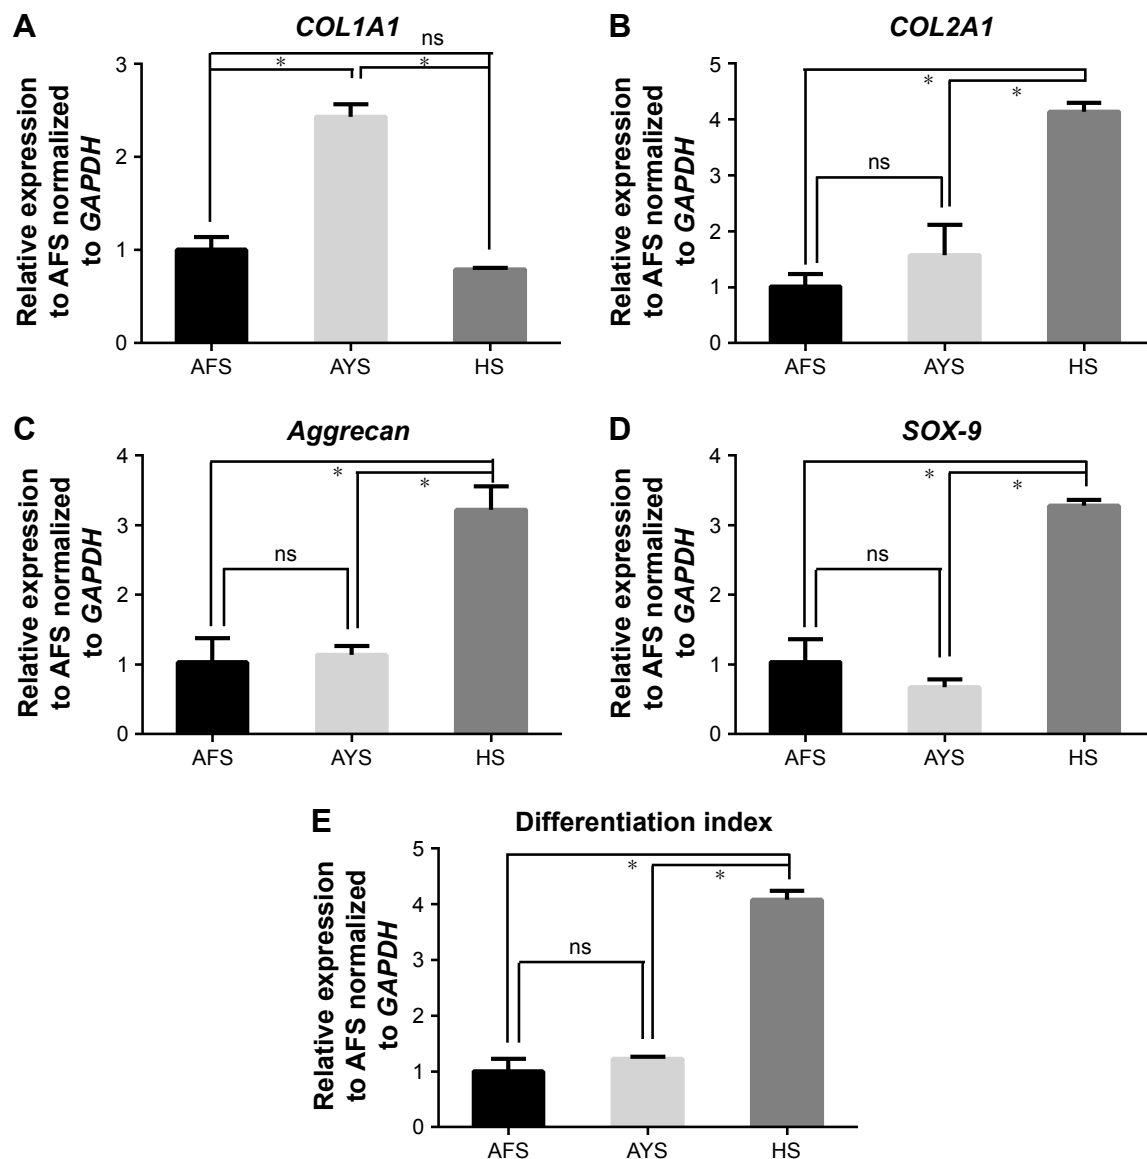 A
COL1A1
Relative expression
to AFS normalized
to GAPDH
3
2
1
0
ns
*
*
AFS
AYS
HS
B
COL2A1
Relative expression
to AFS normalized
to GAPDH
5
4
3
2
1
0
*
*
ns
AFS
AYS
HS
C
Aggrecan
Relative expression
to AFS normalized
to GAPDH
4
3
2
1
0
*
*
ns
AFS
AYS
HS
D
SOX-9
Relative expression
to AFS normalized
to GAPDH
4
3
2
1
0
*
*
ns
AFS
AYS
HS
E
Differentiation index
Relative expression
to AFS normalized
to GAPDH
5
4
3
2
1
0
*
*
ns
AFS
AYS
HS